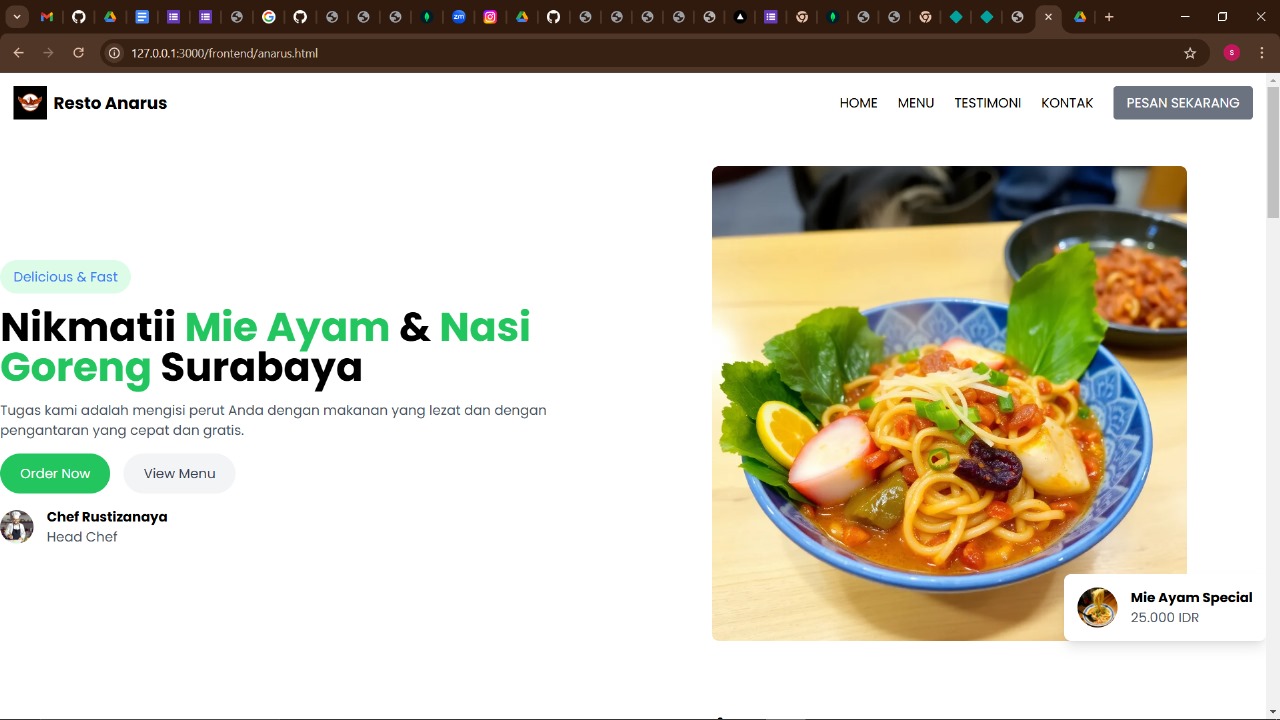 127.0.0.1:3000/frontend/anarus.html
S
Resto Anarus
HOME
MENU
TESTIMONI
KONTAK
PESAN SEKARANG
Delicious & Fast
Nikmatii Mie Ayam & Nasi
Goreng Surabaya
Tugas kami adalah mengisi perut Anda dengan makanan yang lezat dan dengan
pengantaran yang cepat dan gratis.
Order Now
View Menu
Chef Rustizanaya
Head Chef
Mie Ayam Special
25.000 IDR